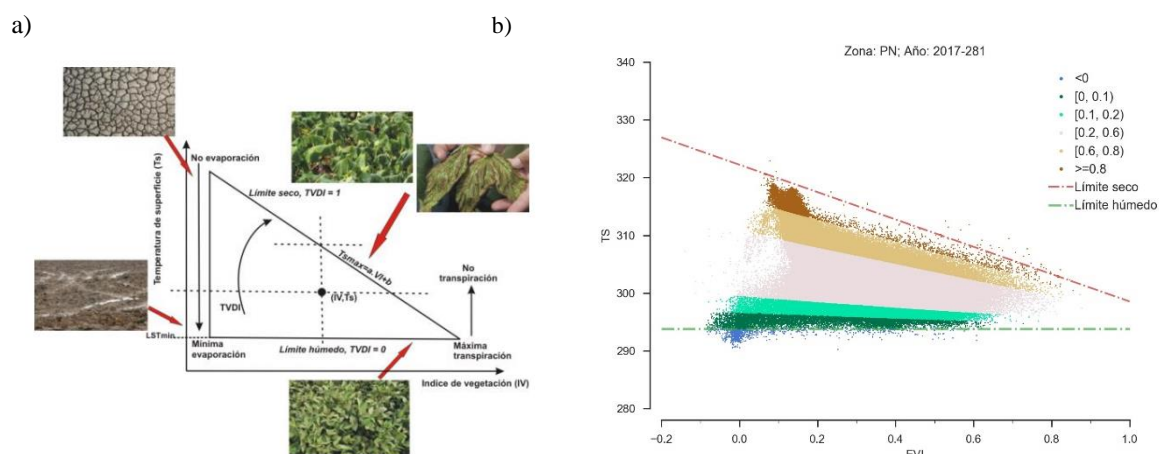 a)
No evaporación
Temperatura de superficie (Ts)
Límite seco, TVDI = 1
Tsmax=a.VI+b
TVDI
(IV,Ts)
No
transpiración
LSTmin
Mínima
evaporación
Límite húmedo, TVDI = 0
Máxima
transpiración
Indice de vegetación (IV)
b)
Zona: PN; Año: 2017-281
340
330
320
310
300
290
280
TS
<0
[0, 0.1)
[0.1, 0.2)
[0.2, 0.6)
[0.6, 0.8)
>=0.8
Límite seco
Límite húmedo
−0.2
0.0
0.2
0.4
0.6
0.8
1.0
EVI